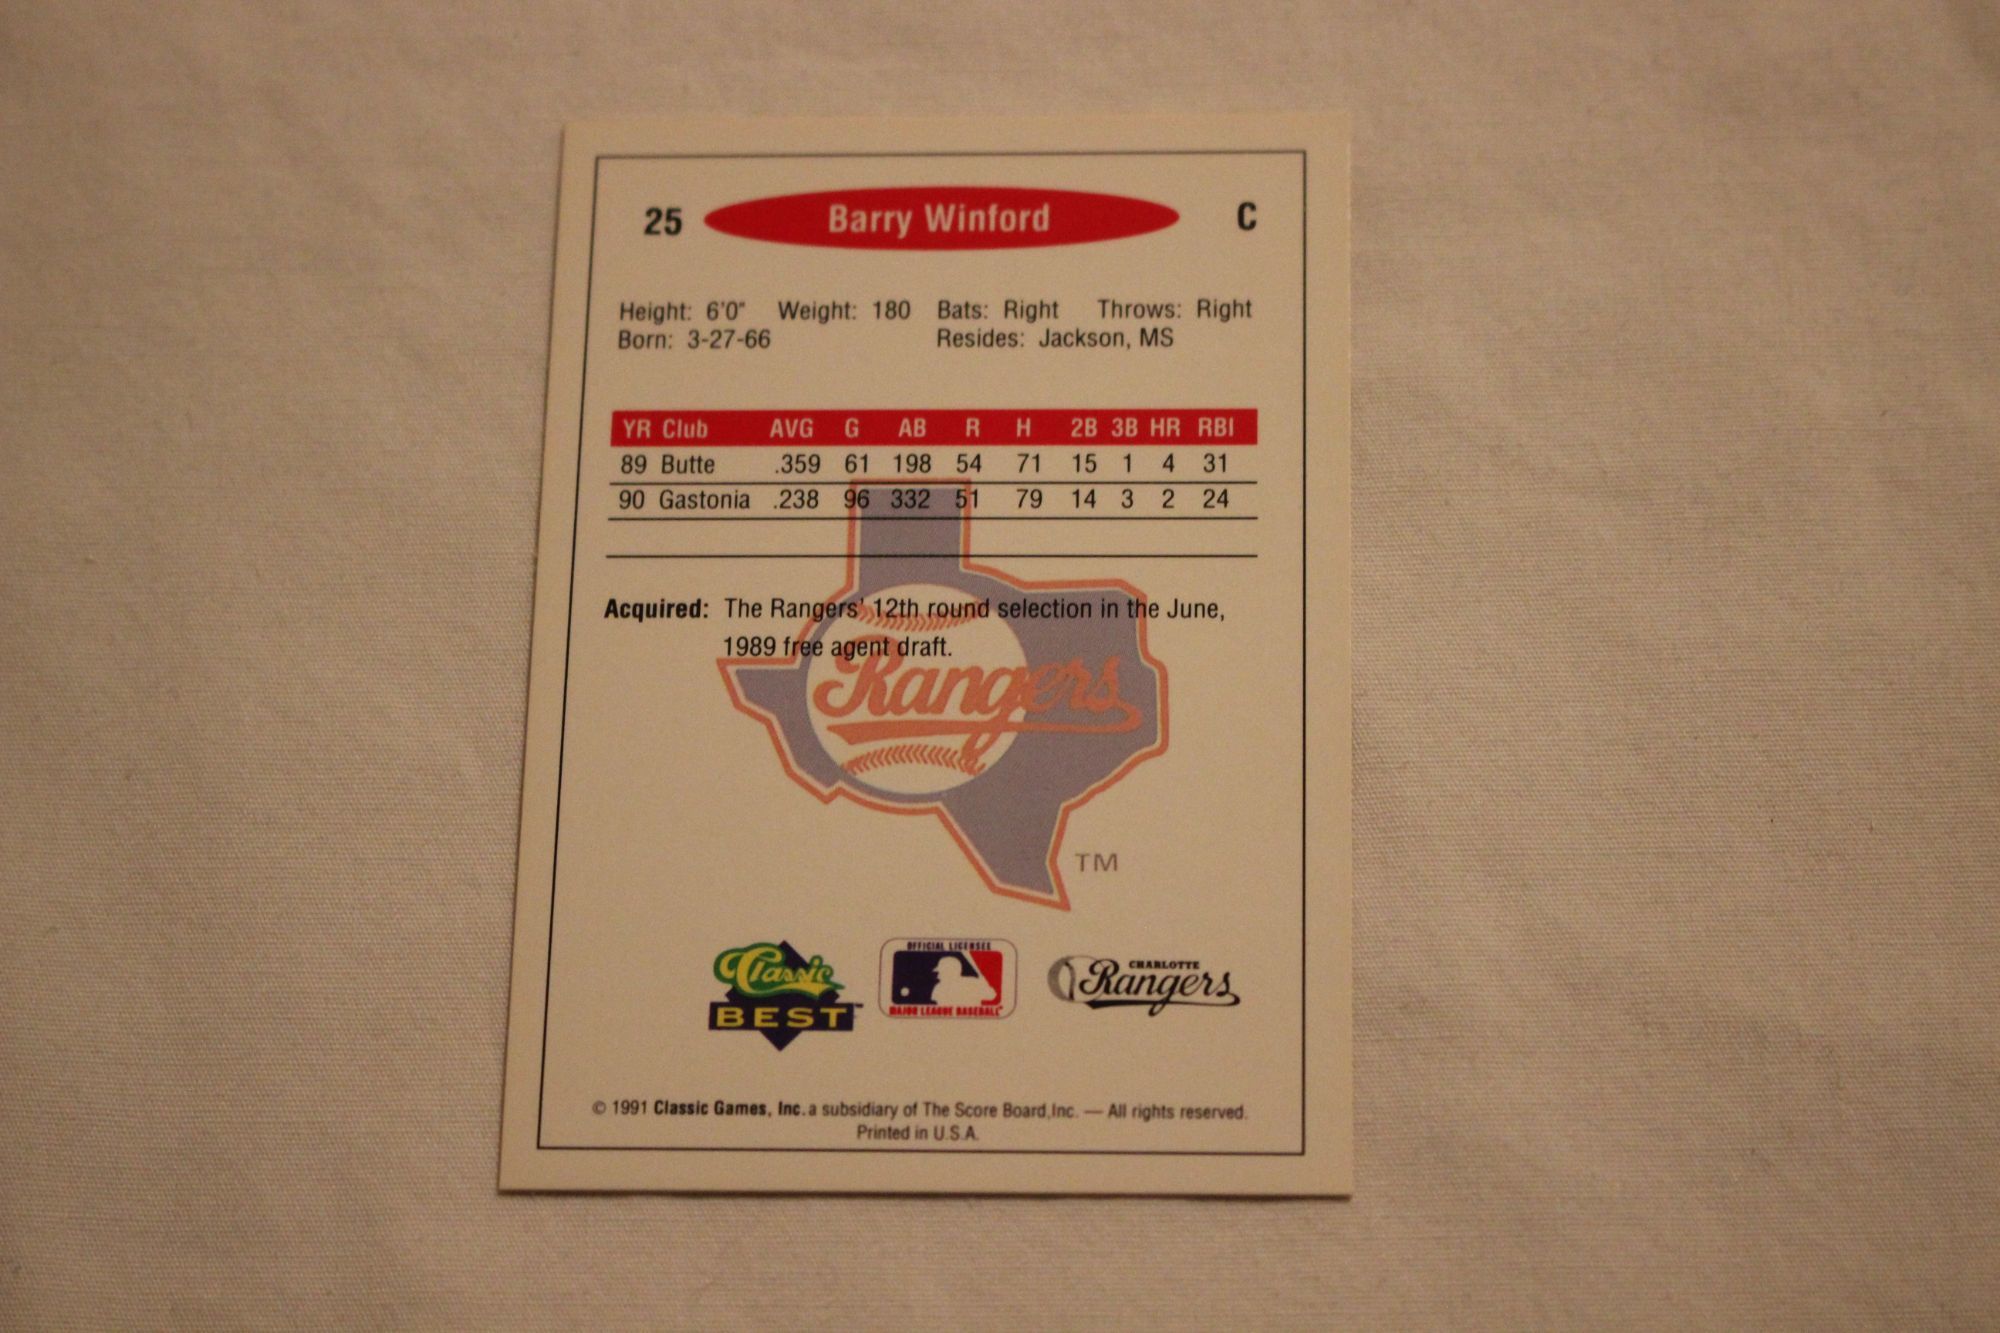 25 Barry Winford C
Height: 6'0" Weight: 180 Bats: Right Throws: Right
Born: 3-27-66 Resides: Jackson, MS
YR Club AVG G AB R H 2B 3B HR RBI
89 Butte .359 61 198 54 71 15 1 4 31
90 Gastonia .238 96 332 51 79 14 3 2 24
Acquired: The Rangers' 12th round selection in the June,
1989 free agent draft.
Rangers
TM
Classic
BEST™
OFFICIAL LICENSEE
MAJOR LEAGUE BASEBALL™
CHARLOTTE
Rangers
© 1991 Classic Games, Inc. a subsidiary of The Score Board, Inc. — All rights reserved.
Printed in U.S.A.